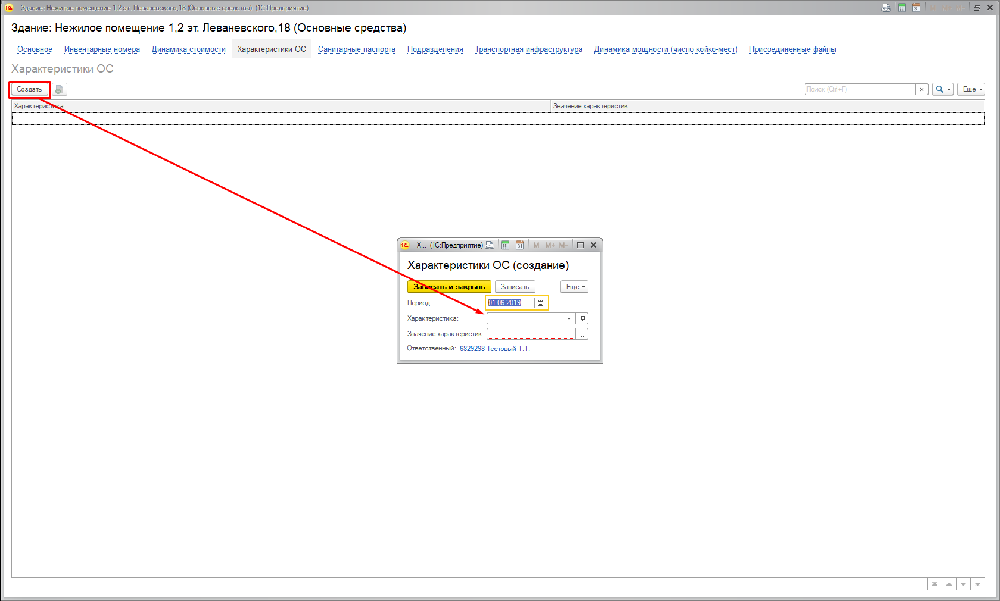 Здание: Нежилое помещение 1,2 эт. Леваневского,18 (Основные средства) (1С:Предприятие)
31 M M+ M-
Здание: Нежилое помещение 1,2 эт. Леваневского,18 (Основные средства)
Основное Инвентарные номера Динамика стоимости Характеристики ОС Санитарные паспорта Подразделения Транспортная инфраструктура Динамика мощности (число койко-мест) Присоединенные файлы
Характеристики ОС
Создать Поиск (Ctrl+F) × Еще
Характеристика Значение характеристик
Х... (1С:Предприятие) 31 M M+ M-
Характеристики ОС (создание)
Записать и закрыть Записать Еще
Период: 01.06.2019
Характеристика:
Значение характеристик: ...
Ответственный: 6829298 Тестовый Т.Т.